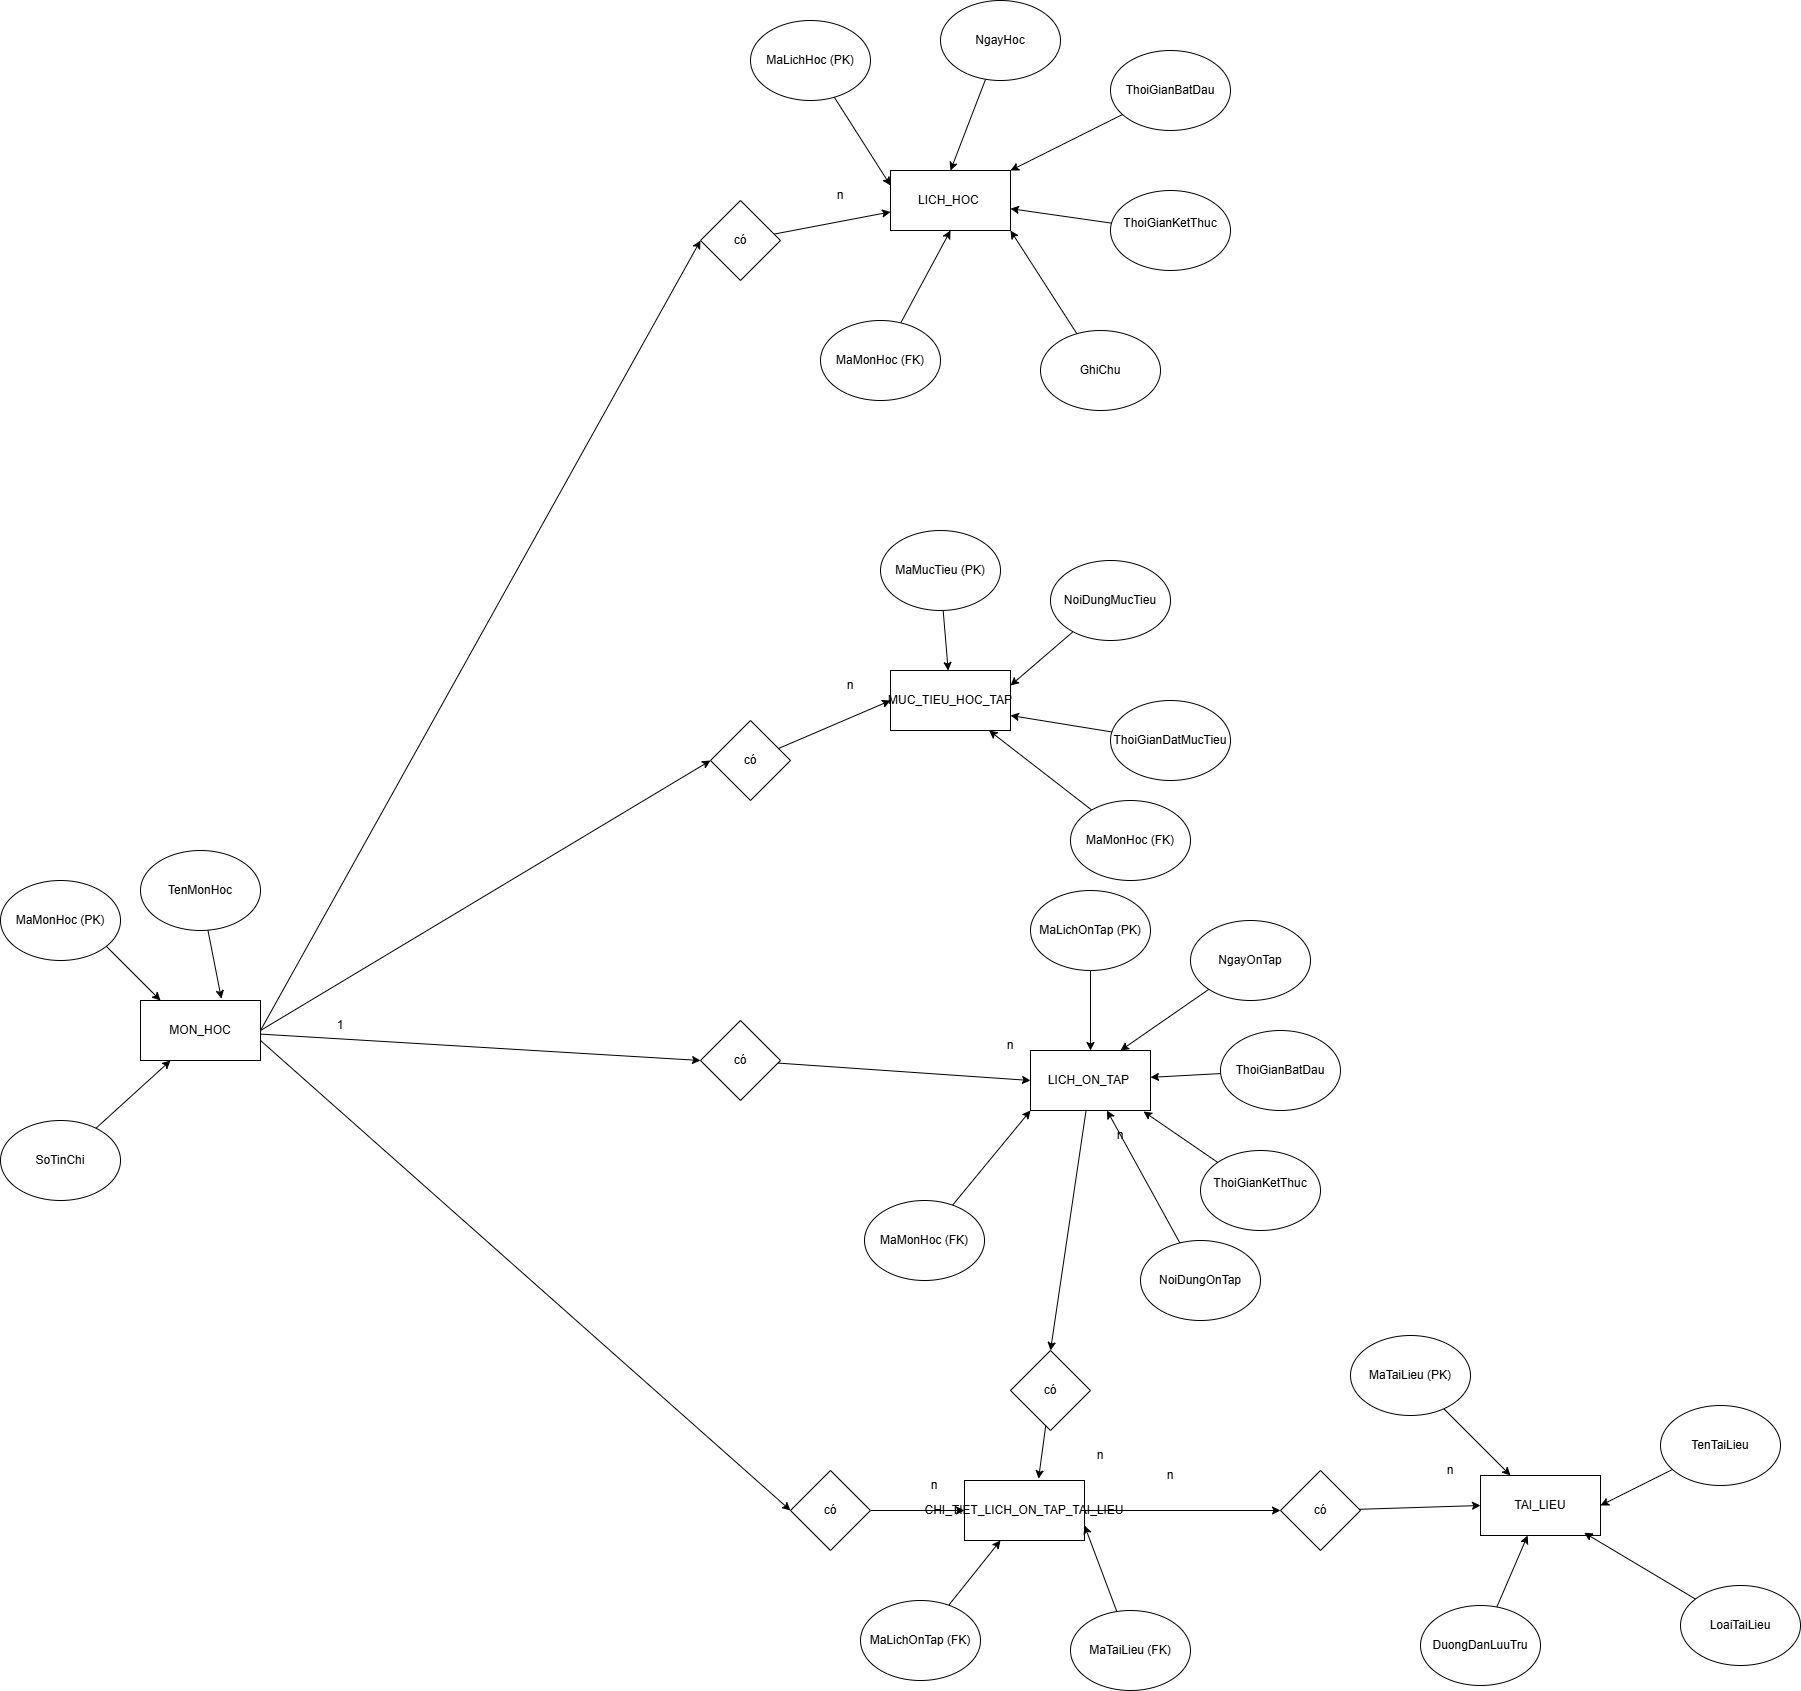 NgayHoc
MaLichHoc (PK)
ThoiGianBatDau
n
LICH_HOC
ThoiGianKetThuc
có
MaMonHoc (FK)
GhiChu
MaMucTieu (PK)
NoiDungMucTieu
n
MUC_TIEU_HOC_TAP
ThoiGianDatMucTieu
có
MaMonHoc (FK)
TenMonHoc
MaMonHoc (PK)
MaLichOnTap (PK)
NgayOnTap
MON_HOC
1
n
có
ThoiGianBatDau
LICH_ON_TAP
n
SoTinChi
ThoiGianKetThuc
MaMonHoc (FK)
NoiDungOnTap
MaTaiLieu (PK)
có
TenTaiLieu
n
n
n
n
có
CHI_TIET_LICH_ON_TAP_TAI_LIEU
có
TAI_LIEU
LoaiTaiLieu
MaLichOnTap (FK)
MaTaiLieu (FK)
DuongDanLuuTru